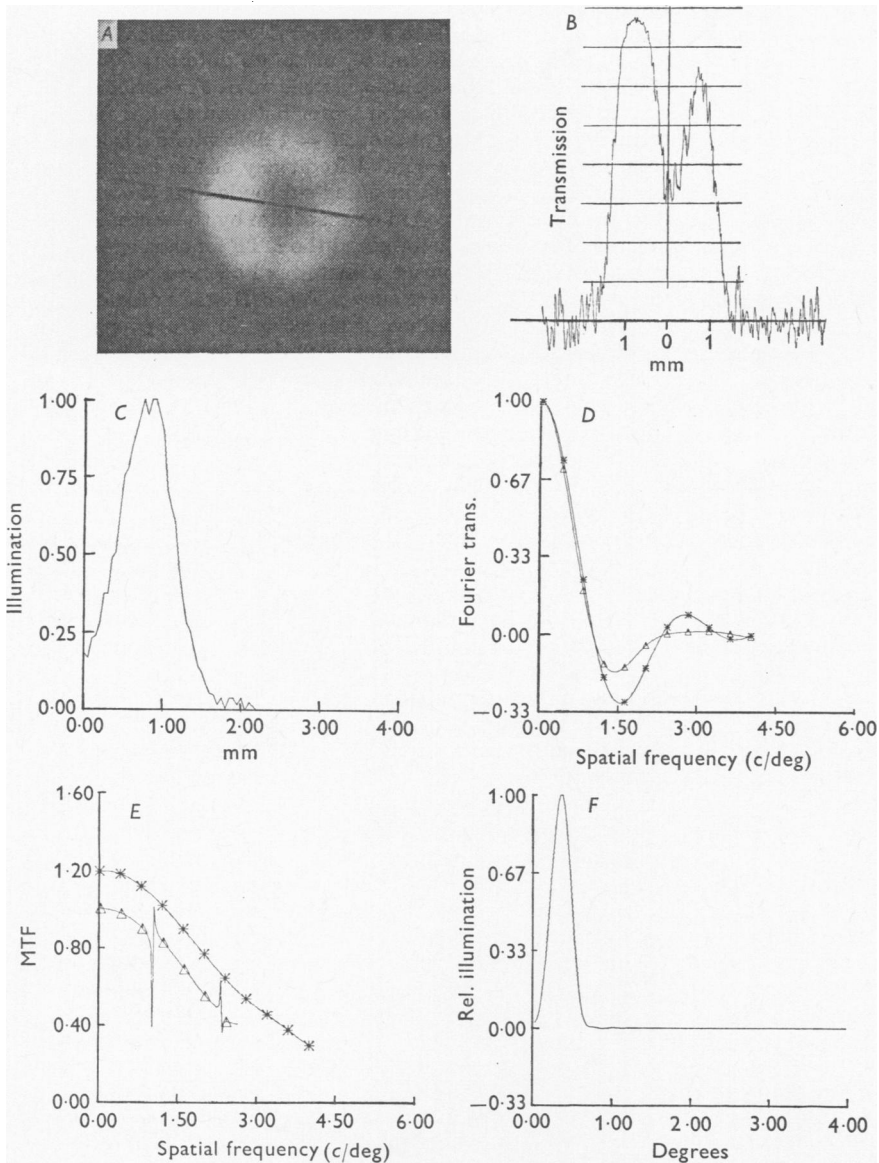 A
B
Transmission
1 0 1
mm
C
1·00
0·75
0·50
0·25
0·00
Illumination
0·00 1·00 3·00 4·00
mm
D
1·00
0·67
0·33
0·00
—0·33
Fourier trans.
0·00 1·50 3·00 4·50 6·00
Spatial frequency (c/deg)
E
1·60
1·20
0·80
0·40
0·00
MTF
0·00 1·50 3·00 4·50 6·00
Spatial frequency (c/deg)
F
1·00
0·67
0·33
0·00
—0·33
Rel. illumination
0·00 1·00 3·00 3·00 4·00
Degrees